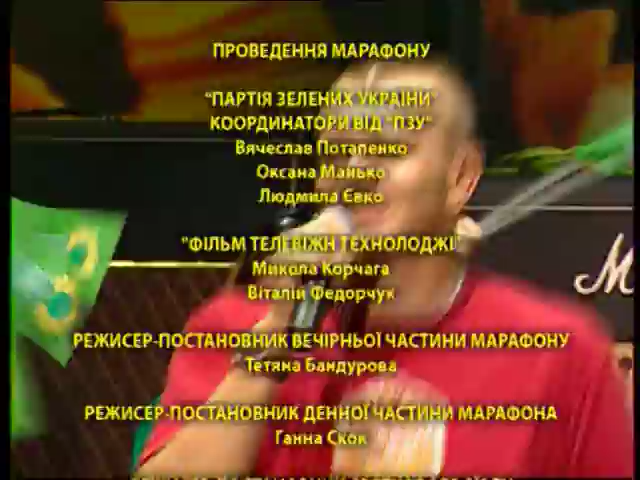 ПРОВЕДЕННЯ МАРАФОНУ
"ПАРТІЯ ЗЕЛЕНИХ УКРАЇНИ"
КООРДИНАТОРИ ВІД "ПЗУ"
Вячеслав Потапенко
Оксана Манько
Людмила Євко
"ФІЛЬМ ТЕЛЕВІЖН ТЕХНОЛОДЖІ"
Микола Корчага
Віталій Федорчук
РЕЖИСЕР-ПОСТАНОВНИК ВЕЧІРНЬОЇ ЧАСТИНИ МАРАФОНУ
Тетяна Бандурова
РЕЖИСЕР-ПОСТАНОВНИК ДЕННОЇ ЧАСТИНИ МАРАФОНА
Ганна Скок